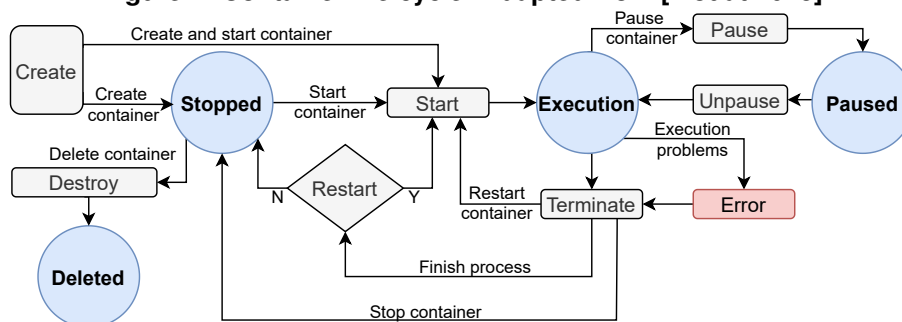 Create and start container
Pause
container
Pause
Create
Create
container
Stopped
Start
container
Start
Execution
Unpause
Paused
Execution
problems
Delete container
Destroy
Restart
N
Y
Restart
container
Terminate
Error
Deleted
Finish process
Stop container